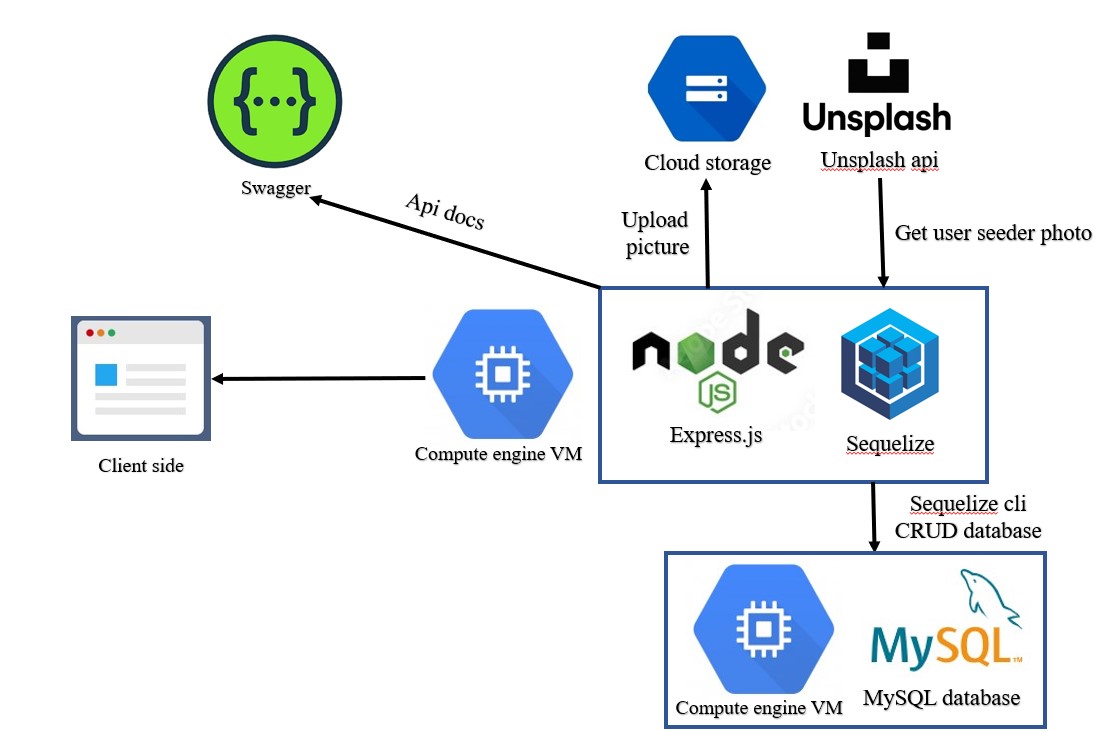 {···}
Swagger
Api docs
Cloud storage
Unsplash
Unsplash api
Upload
picture
Get user seeder photo
Client side
Compute engine VM
node
JS
Express.js
Sequelize
Sequelize cli
CRUD database
Compute engine VM
MySQL™
MySQL database